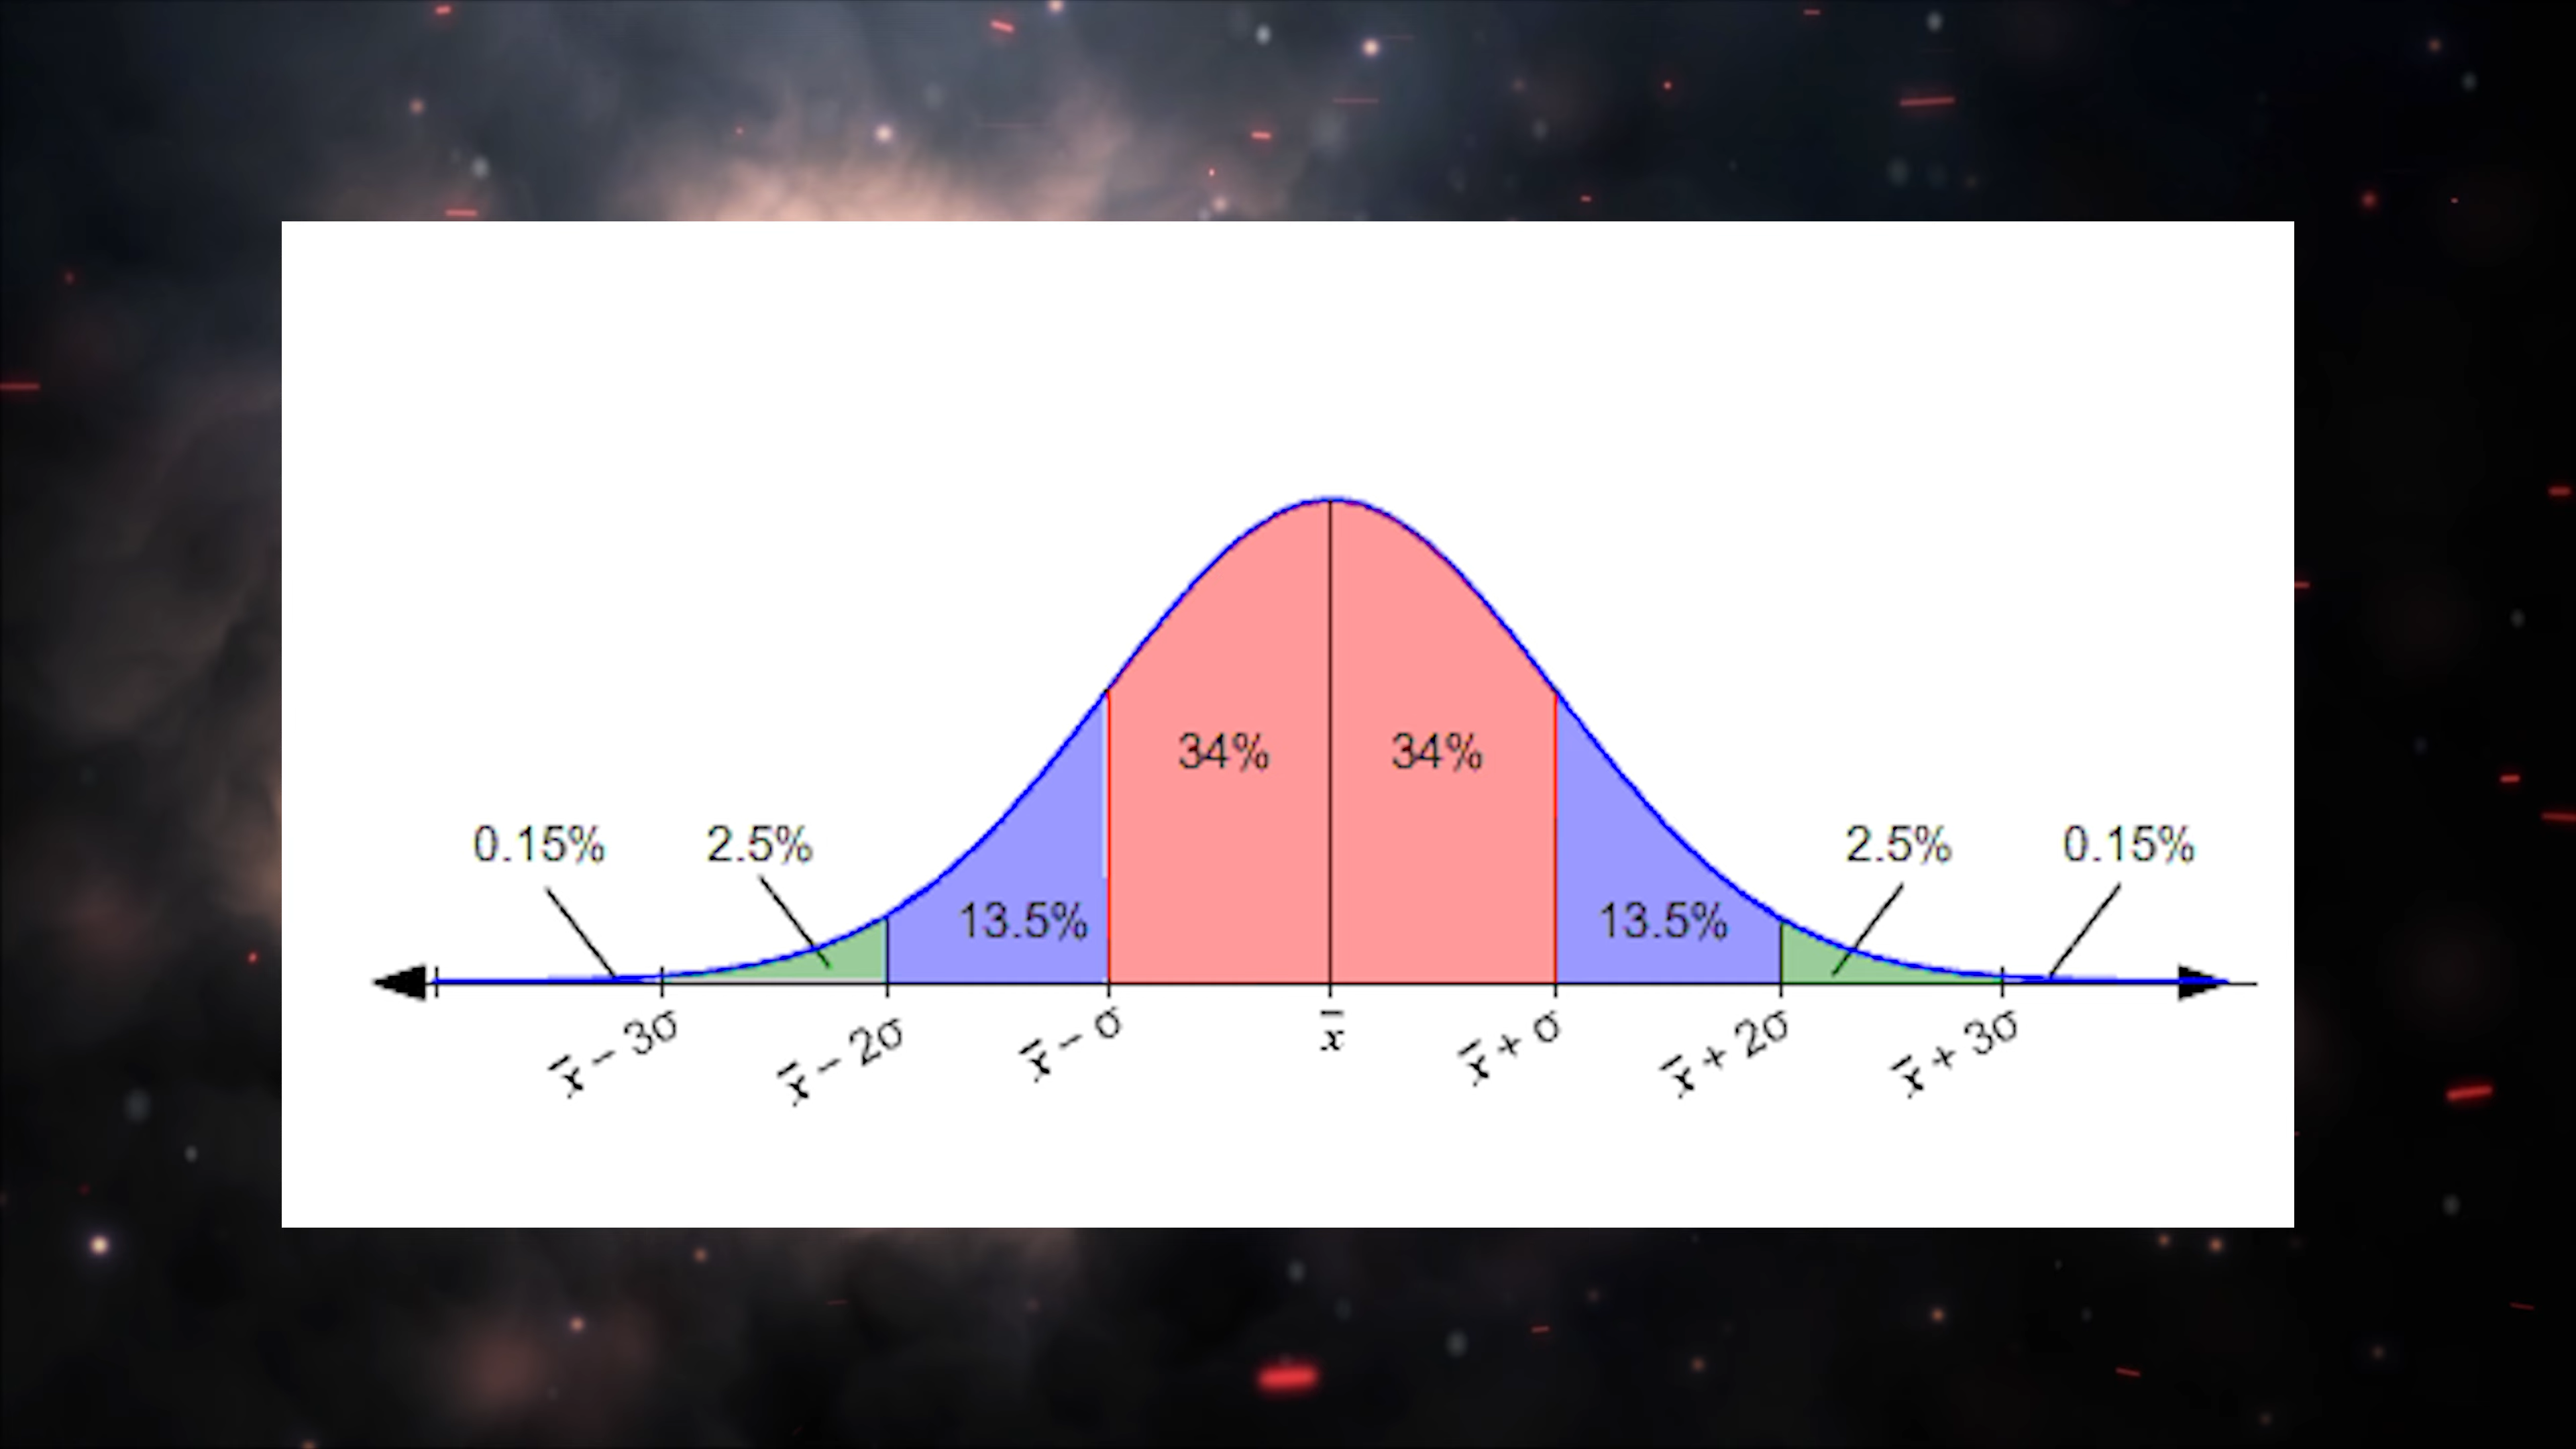 34% 34%
0.15% 2.5% 2.5% 0.15%
13.5% 13.5%
x̄ − 3σ x̄ − 2σ x̄ − σ x̄ x̄ + σ x̄ + 2σ x̄ + 3σ